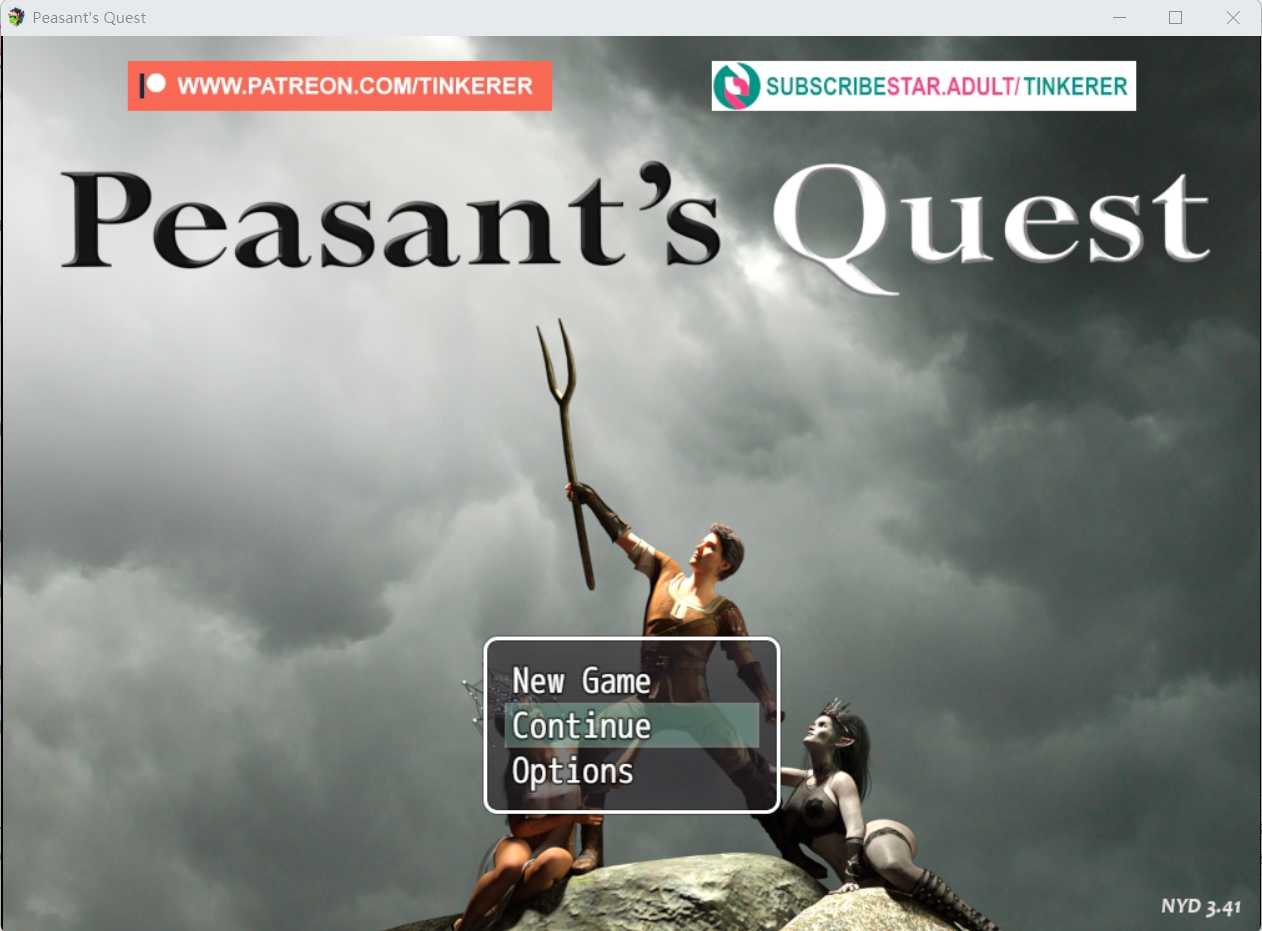 Peasant's Quest
WWW.PATREON.COM/TINKERER
SUBSCRIBESTAR.ADULT/TINKERER
Peasant's Quest
New Game
Continue
Options
NYD 3.41